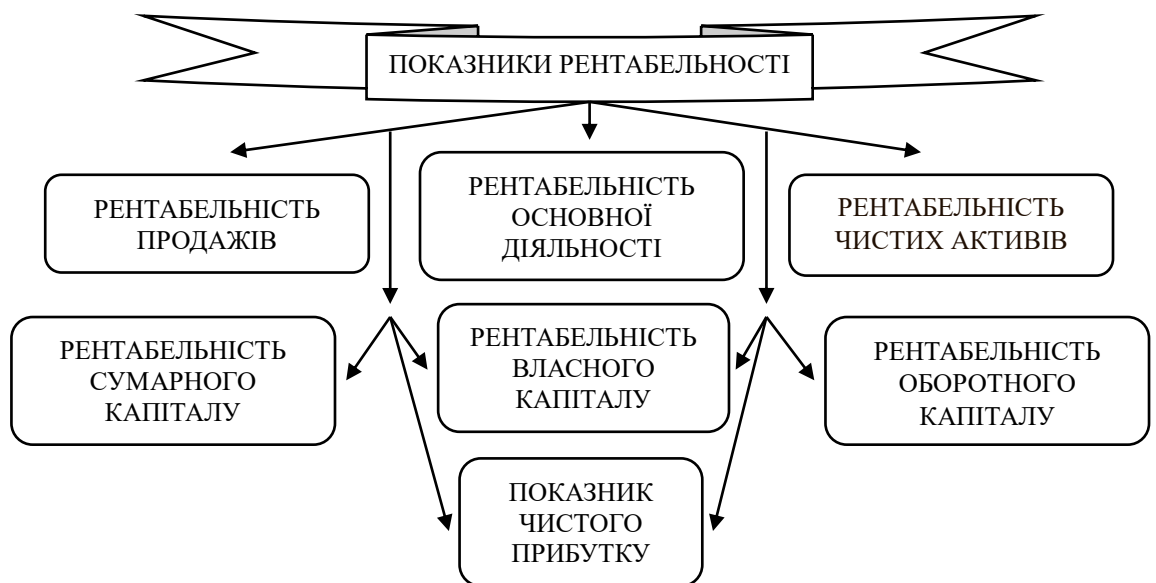 ПОКАЗНИКИ РЕНТАБЕЛЬНОСТІ
РЕНТАБЕЛЬНІСТЬ
ПРОДАЖІВ
РЕНТАБЕЛЬНІСТЬ
ОСНОВНОЇ
ДІЯЛЬНОСТІ
РЕНТАБЕЛЬНІСТЬ
ЧИСТИХ АКТИВІВ
РЕНТАБЕЛЬНІСТЬ
СУМАРНОГО
КАПІТАЛУ
РЕНТАБЕЛЬНІСТЬ
ВЛАСНОГО
КАПІТАЛУ
РЕНТАБЕЛЬНІСТЬ
ОБОРОТНОГО
КАПІТАЛУ
ПОКАЗНИК
ЧИСТОГО
ПРИБУТКУ